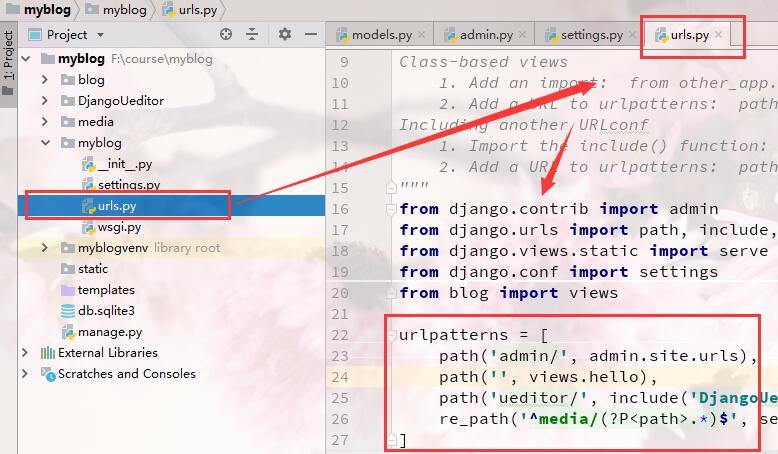 myblog myblog urls.py
1: Project
Project
models.py admin.py settings.py urls.py
myblog F:\course\myblog
blog
DjangoUeditor
media
myblog
__init__.py
settings.py
urls.py
wsgi.py
myblogvenv library root
static
templates
db.sqlite3
manage.py
External Libraries
Scratches and Consoles
9 Class-based views
10 1. Add an import: from other_app.
11 2. Add a URL to urlpatterns: path
12 Including another URLconf
13 1. Import the include() function:
14 2. Add a URL to urlpatterns: path
15 """
16 from django.contrib import admin
17 from django.urls import path, include,
18 from django.views.static import serve
19 from django.conf import settings
20 from blog import views
21
22 urlpatterns = [
23 path('admin/', admin.site.urls),
24 path('', views.hello),
25 path('ueditor/', include('DjangoUe
26 re_path('^media/(?P<path>.*)$', se
27 ]